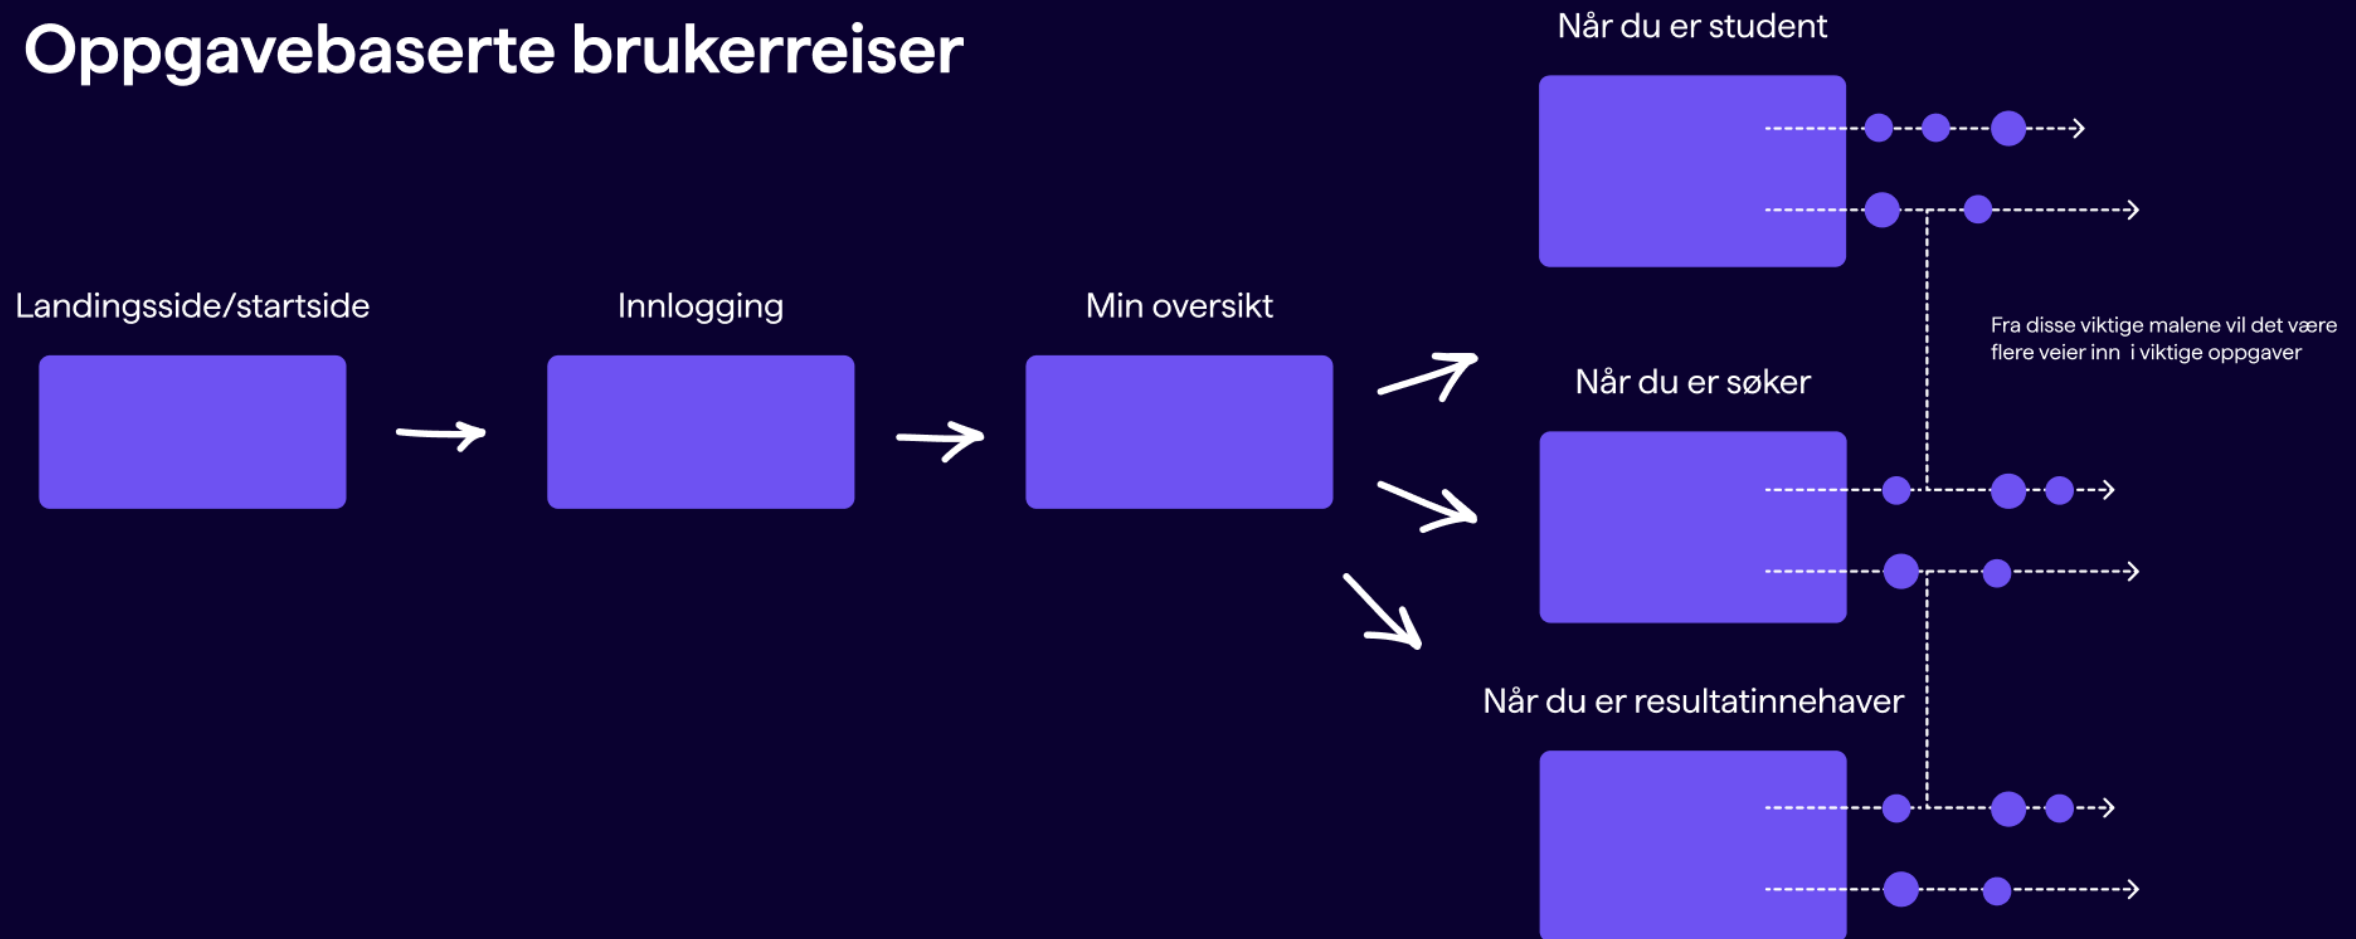 Oppgavebaserte brukerreiser
Landingsside/startside
Innlogging
Min oversikt
Når du er student
Fra disse viktige malene vil det være
flere veier inn i viktige oppgaver
Når du er søker
Når du er resultatinnehaver